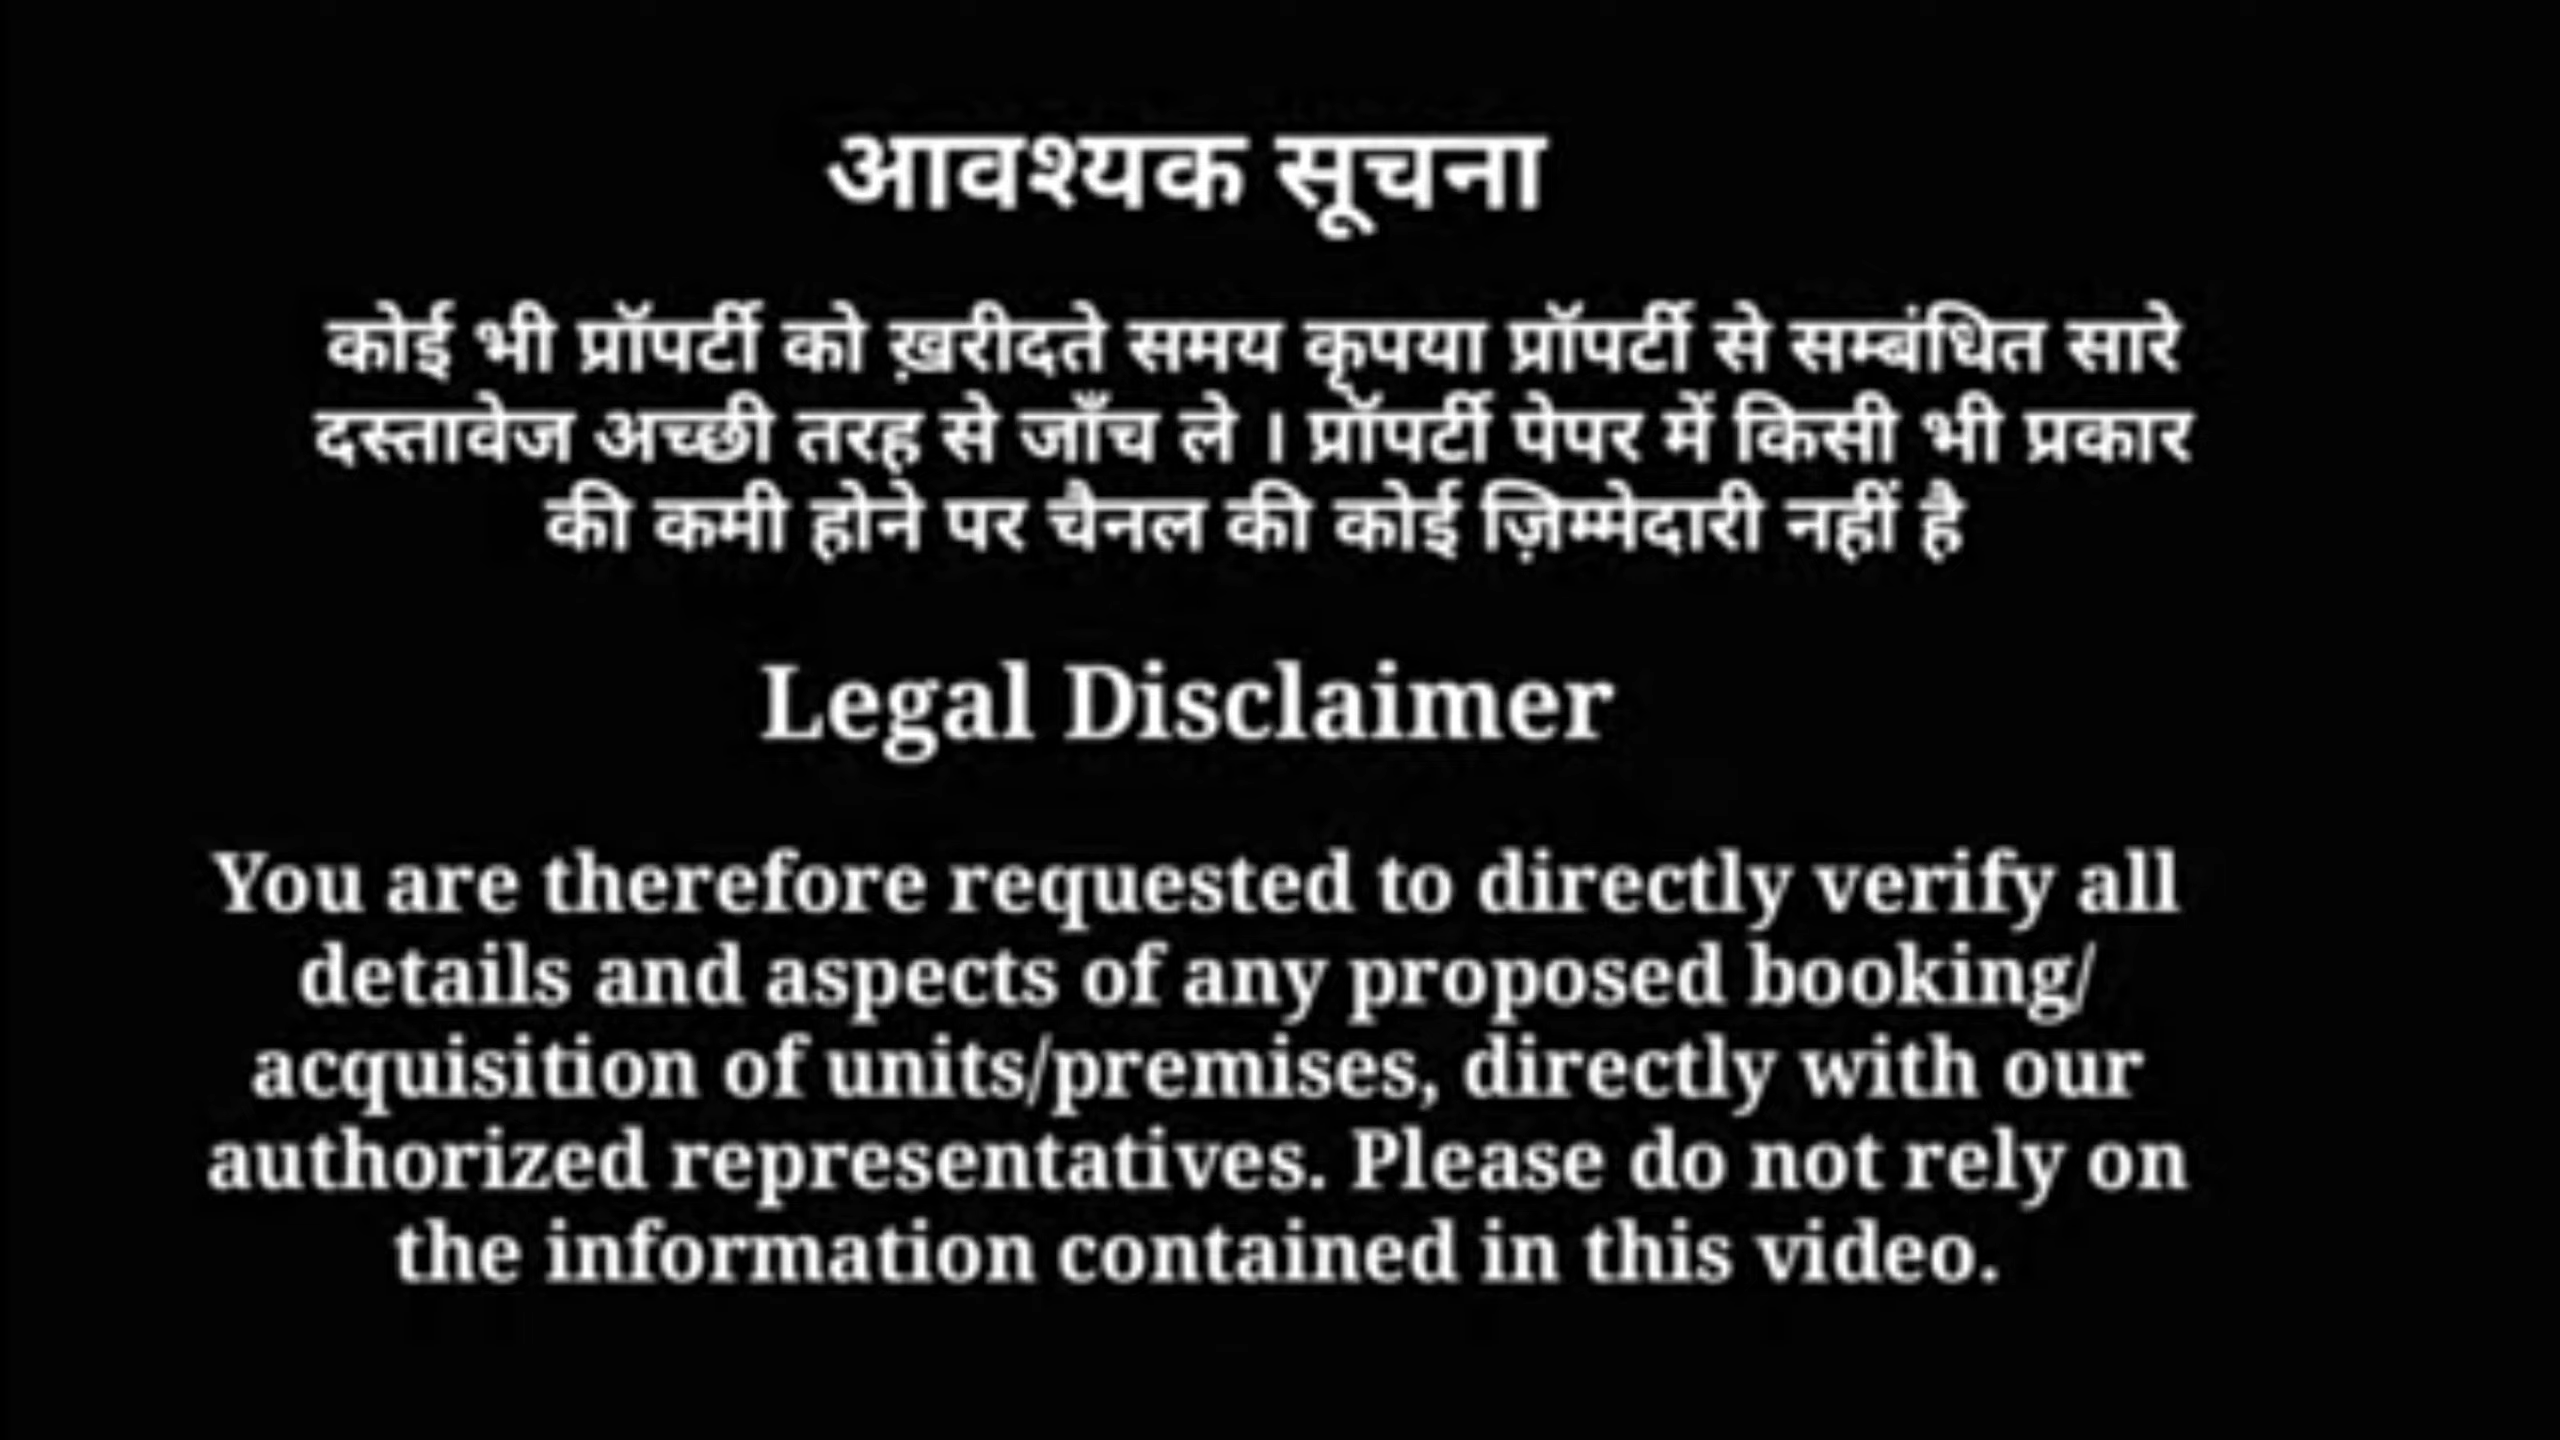 आवश्यक सूचना
कोई भी प्रॉपर्टी को ख़रीदते समय कृपया प्रॉपर्टी से सम्बंधित सारे
दस्तावेज अच्छी तरह से जाँच ले । प्रॉपर्टी पेपर में किसी भी प्रकार
की कमी होने पर चैनल की कोई ज़िम्मेदारी नहीं है
Legal Disclaimer
You are therefore requested to directly verify all
details and aspects of any proposed booking/
acquisition of units/premises, directly with our
authorized representatives. Please do not rely on
the information contained in this video.